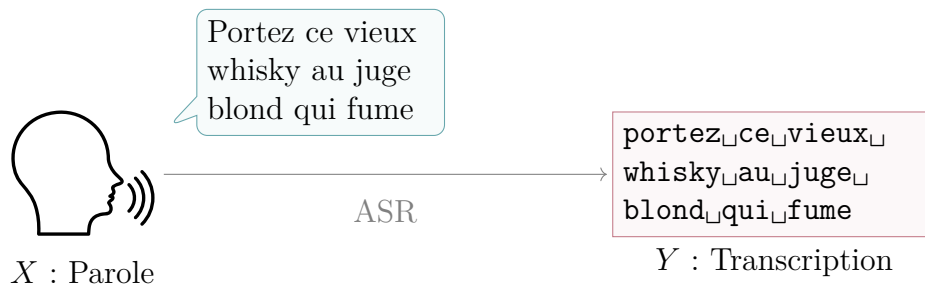 Portez ce vieux
whisky au juge
blond qui fume
portez␣ce␣vieux␣
whisky␣au␣juge␣
blond␣qui␣fume
ASR
X : Parole
Y : Transcription